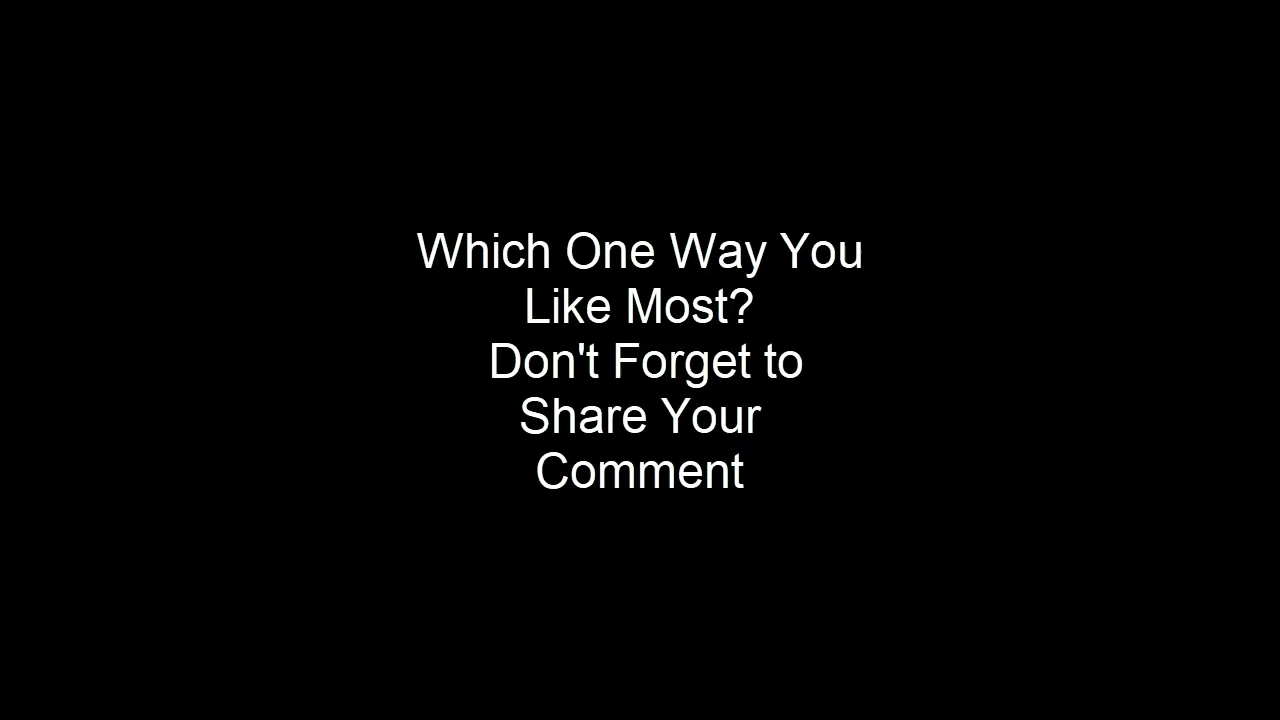 Which One Way You
Like Most?
Don't Forget to
Share Your
Comment